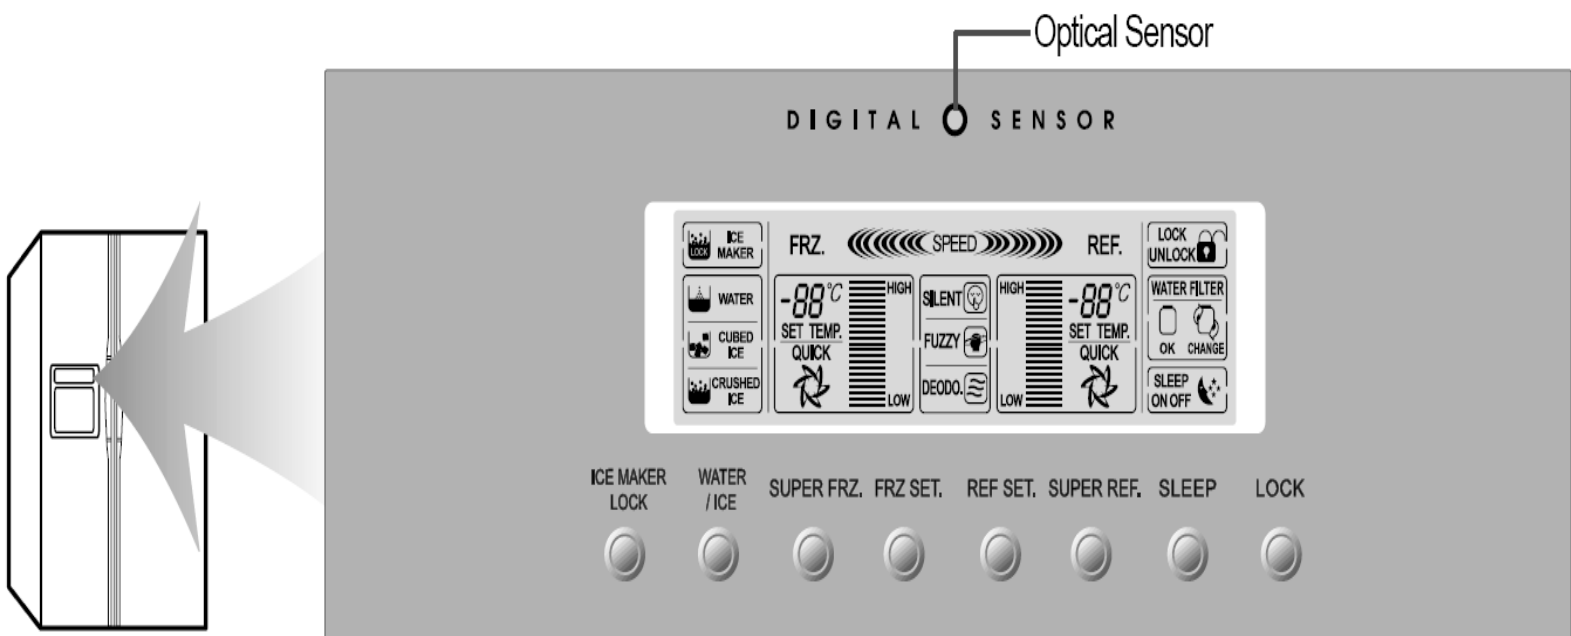 Optical Sensor
DIGITAL SENSOR
LOCK
ICE
MAKER
FRZ.
SPEED
REF.
LOCK
UNLOCK
WATER
CUBED
ICE
CRUSHED
ICE
-88°C
SET TEMP.
QUICK
HIGH
LOW
SILENT
FUZZY
DEODO.
HIGH
LOW
-88°C
SET TEMP.
QUICK
WATER FILTER
OK CHANGE
SLEEP
ON OFF
ICE MAKER
LOCK
WATER
/ ICE
SUPER FRZ.
FRZ SET.
REF SET.
SUPER REF.
SLEEP
LOCK